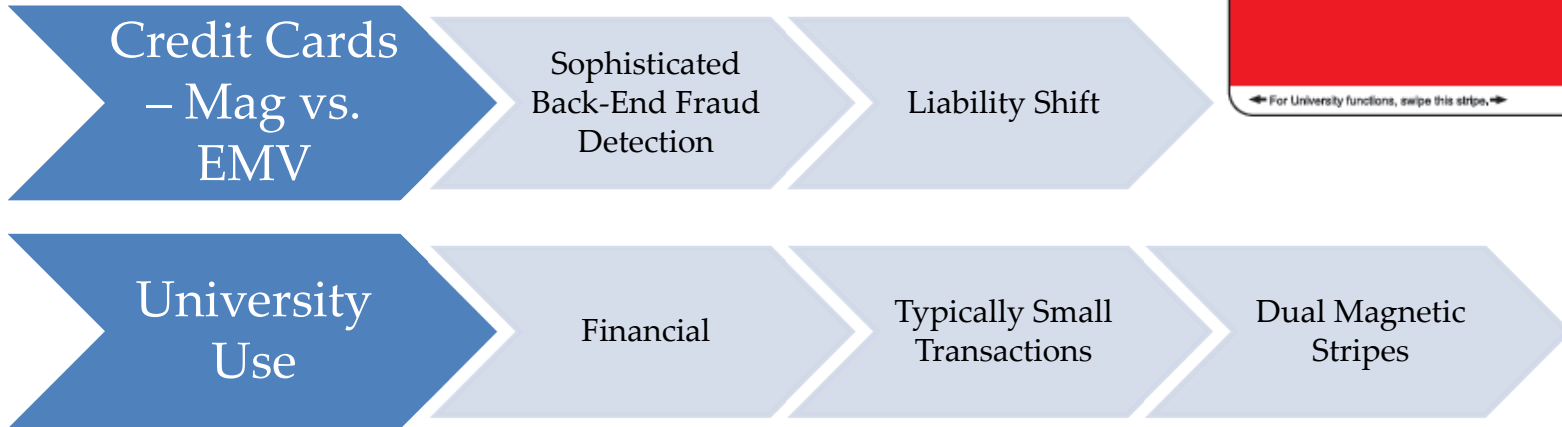 Credit Cards
– Mag vs.
EMV
Sophisticated
Back-End Fraud
Detection
Liability Shift
For University functions, swipe this stripe.
University
Use
Financial
Typically Small
Transactions
Dual Magnetic
Stripes